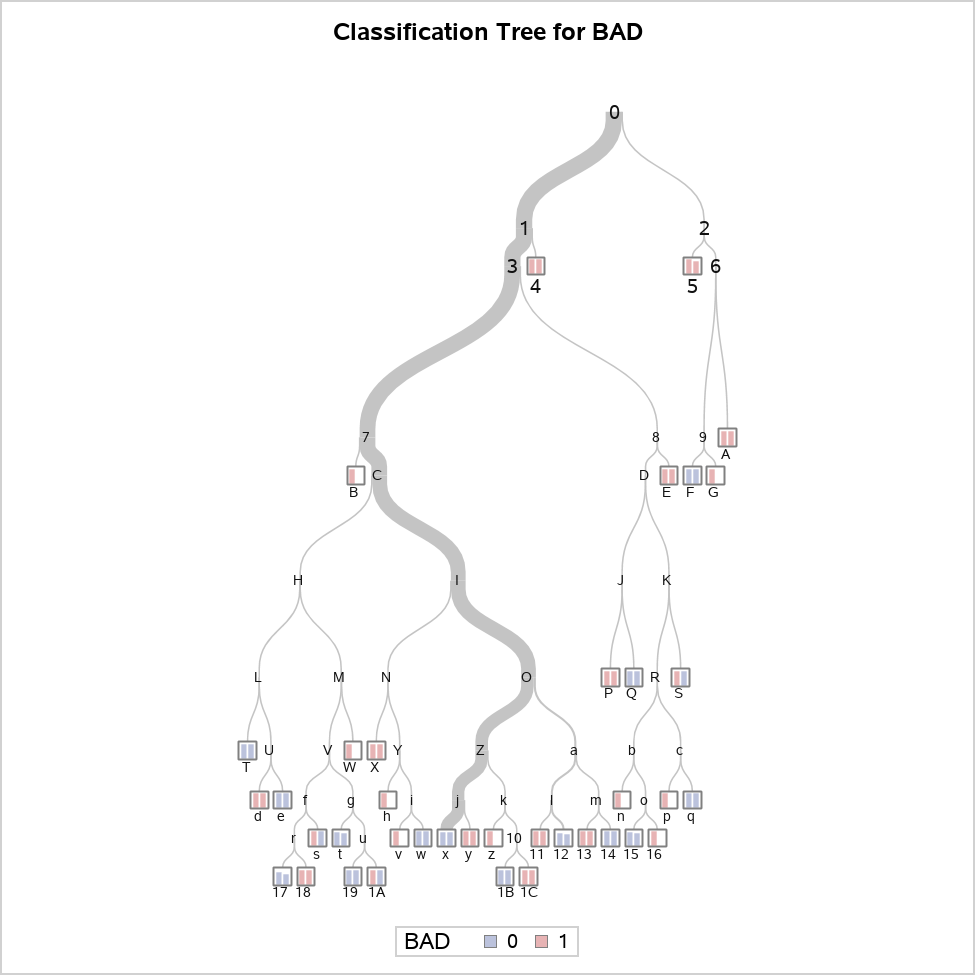 Classification Tree for BAD
0
1 2
3 6
4 5
7 8 9
A
C D
B E F G
H I J K
L M N O R
P Q S
U V Y Z a b c
T W X
f g i j k l m o
d e h n p q
r u 10
s t v w x y z 11 12 13 14 15 16
17 18 19 1A 1B 1C
BAD 0 1